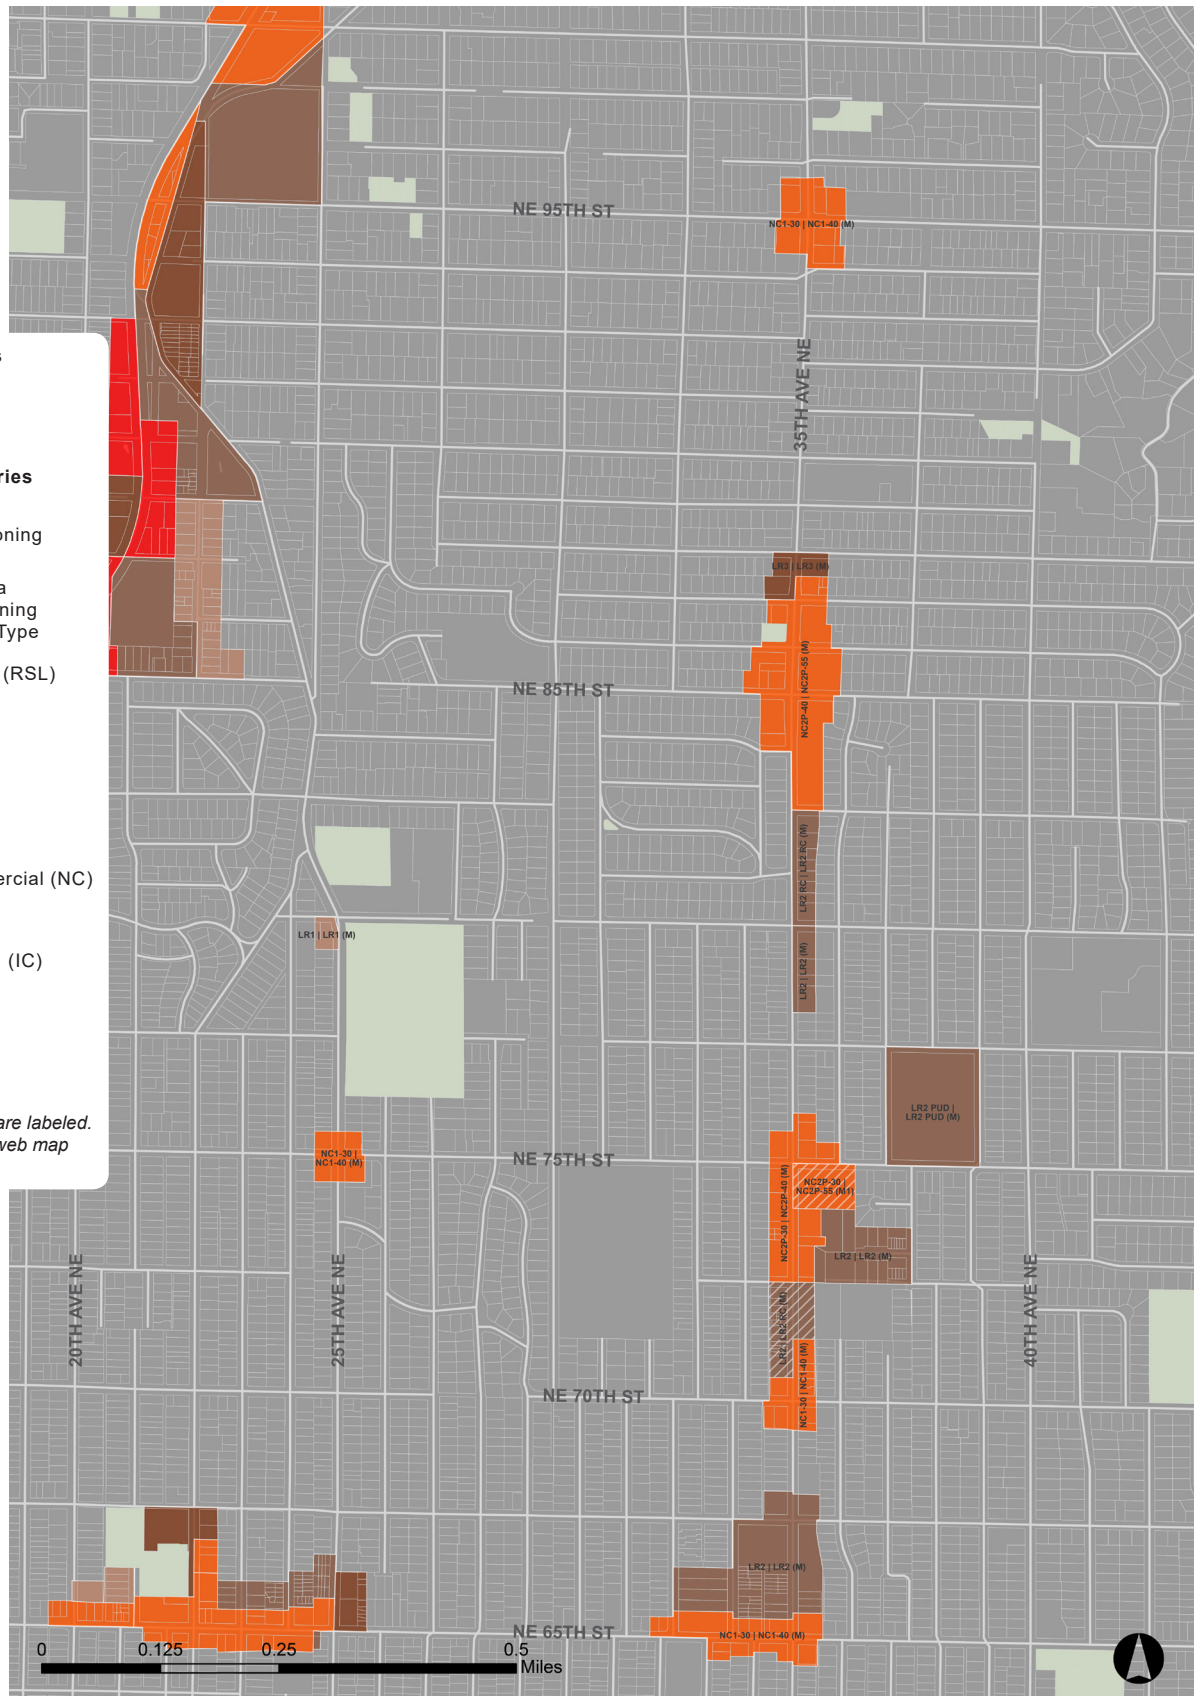 NE 95TH ST
NC1-30 | NC1-40 (M)
35TH AVE NE
s
ries
oning
a
ning
Type
(RSL)
ercial (NC)
(IC)
are labeled.
web map
LR3 | LR3 (M)
NC2P-40 | NC2P-55 (M)
NE 85TH ST
LR2 RC | LR2 RC (M)
LR1 | LR1 (M)
LR2 | LR2 (M)
LR2 PUD |
LR2 PUD (M)
NC1-30 |
NC1-40 (M)
NE 75TH ST
NC2P-30 | NC2P-40 (M)
NC2P-30 |
NC2P-55 (M1)
LR2 | LR2 (M)
20TH AVE NE
25TH AVE NE
40TH AVE NE
LR2 | LR2 RC (M)
NC1-30 | NC1-40 (M)
NE 70TH ST
LR2 | LR2 (M)
NE 65TH ST
NC1-30 | NC1-40 (M)
0
0.125
0.25
0.5
Miles